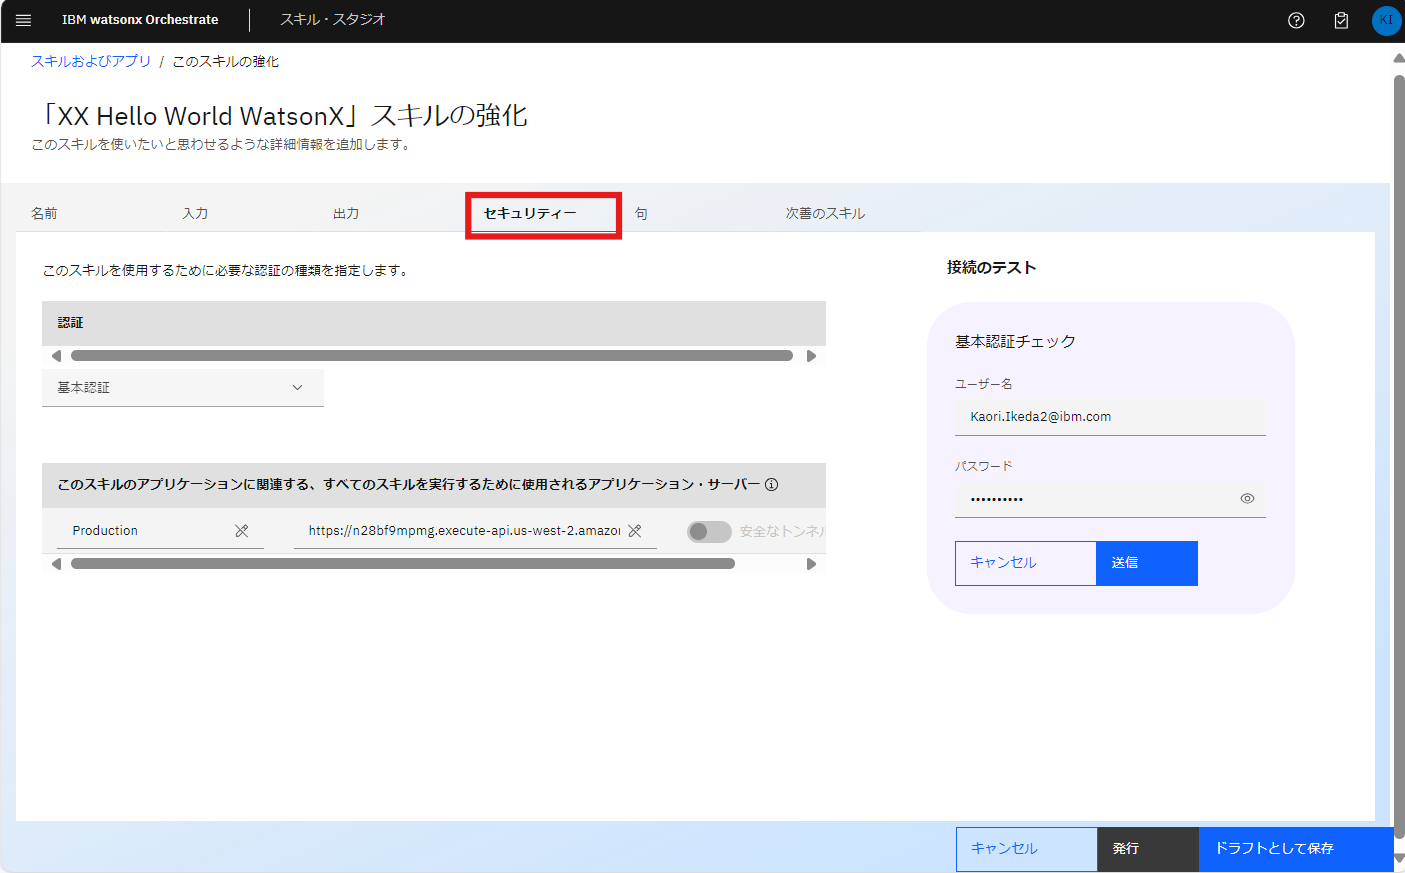 IBM watsonx Orchestrate
スキル・スタジオ
KI
スキルおよびアプリ / このスキルの強化
「XX Hello World WatsonX」スキルの強化
このスキルを使いたいと思わせるような詳細情報を追加します。
名前 入力 出力 セキュリティー 句 次善のスキル
このスキルを使用するために必要な認証の種類を指定します。
認証
基本認証
このスキルのアプリケーションに関連する、すべてのスキルを実行するために使用されるアプリケーション・サーバー
Production
https://n28bf9mpmg.execute-api.us-west-2.amazo
安全なトンネル
接続のテスト
基本認証チェック
ユーザー名
Kaori.Ikeda2@ibm.com
パスワード
••••••••••
キャンセル 送信
キャンセル 発行 ドラフトとして保存